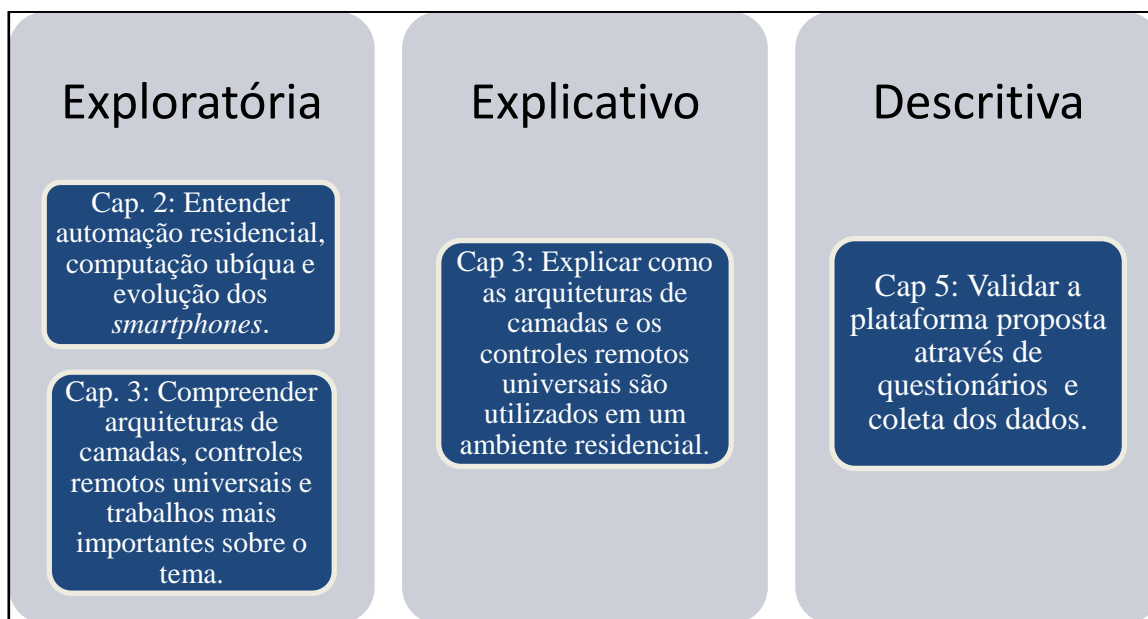 Exploratória
Cap. 2: Entender
automação residencial,
computação ubíqua e
evolução dos
smartphones.
Cap. 3: Compreender
arquiteturas de
camadas, controles
remotos universais e
trabalhos mais
importantes sobre o
tema.
Explicativo
Cap 3: Explicar como
as arquiteturas de
camadas e os
controles remotos
universais são
utilizados em um
ambiente residencial.
Descritiva
Cap 5: Validar a
plataforma proposta
através de
questionários e
coleta dos dados.